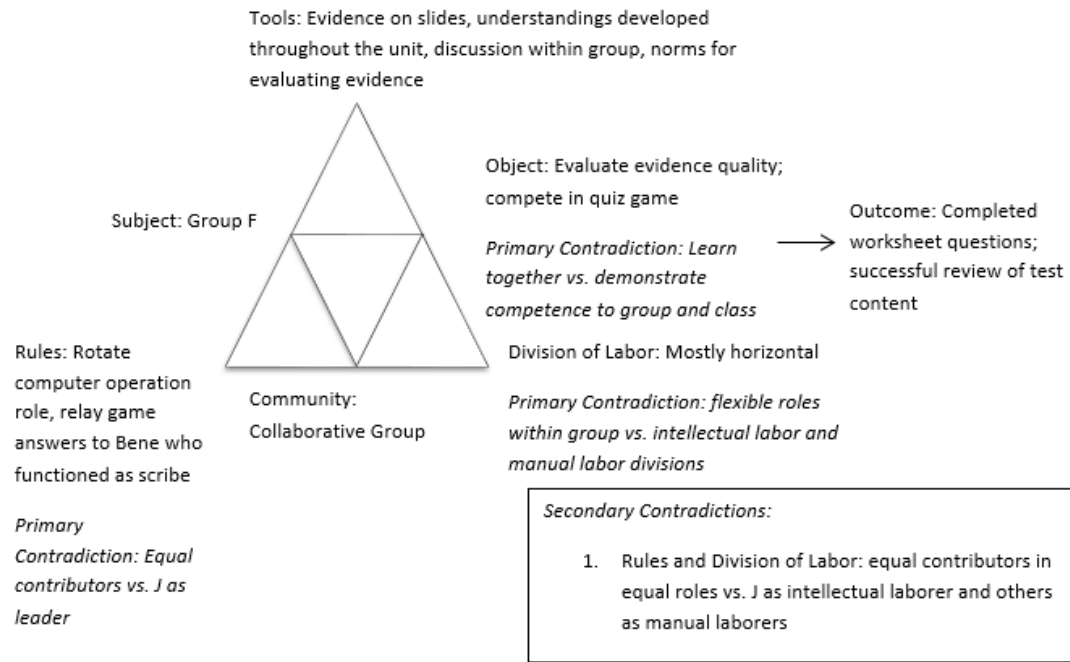 Tools: Evidence on slides, understandings developed
throughout the unit, discussion within group, norms for
evaluating evidence
Object: Evaluate evidence quality;
compete in quiz game
Primary Contradiction: Learn
together vs. demonstrate
competence to group and class
Subject: Group F
Outcome: Completed
worksheet questions;
successful review of test
content
Rules: Rotate
computer operation
role, relay game
answers to Bene who
functioned as scribe
Primary
Contradiction: Equal
contributors vs. J as
leader
Community:
Collaborative Group
Division of Labor: Mostly horizontal
Primary Contradiction: flexible roles
within group vs. intellectual labor and
manual labor divisions
Secondary Contradictions:
1. Rules and Division of Labor: equal contributors in
equal roles vs. J as intellectual laborer and others
as manual laborers